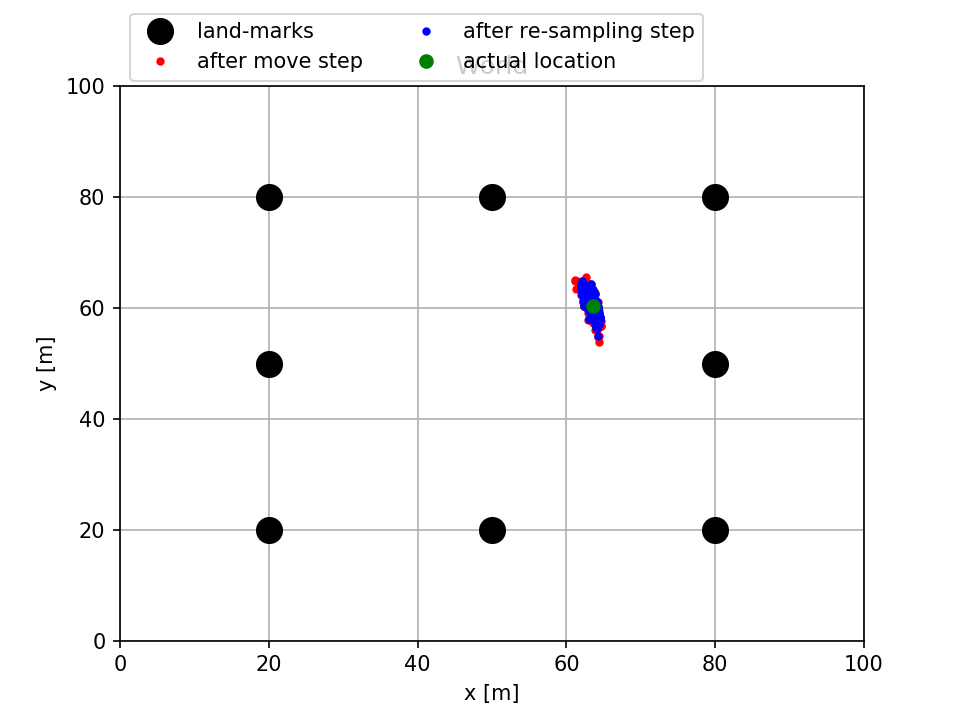 land-marks
after re-sampling step
after move step
actual location
World
100
80
60
40
20
0
y [m]
0 20 40 60 80 100
x [m]